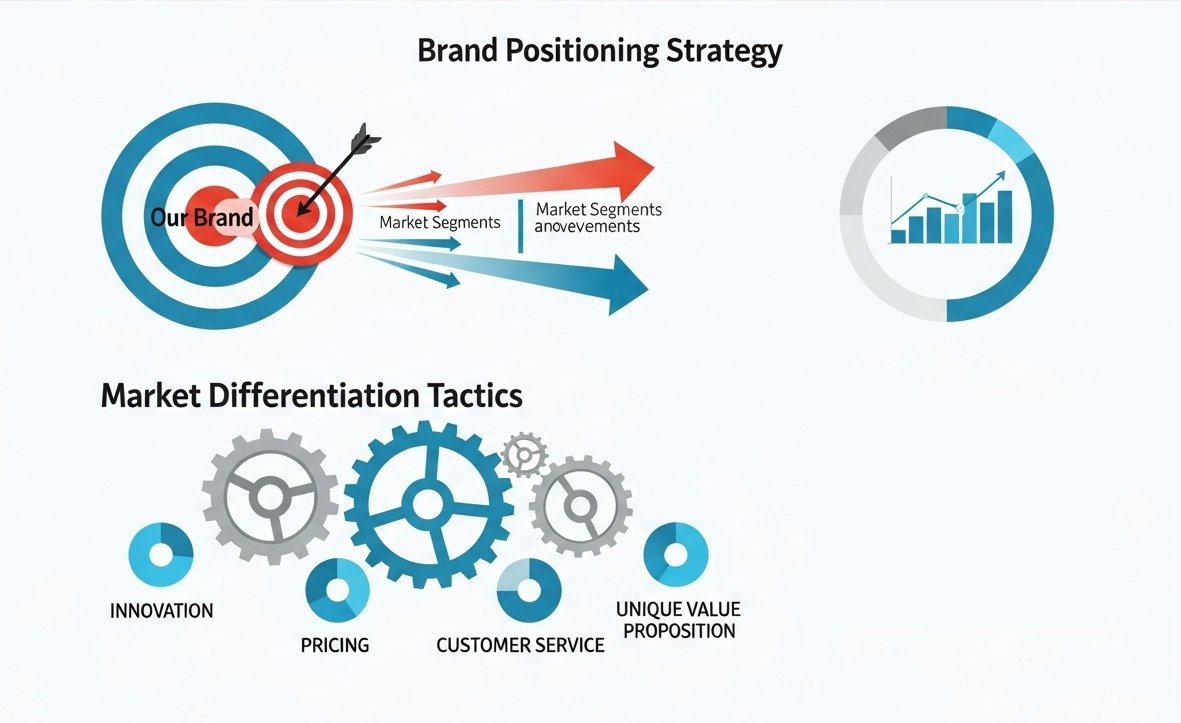 Brand Positioning Strategy
Our Brand
Market Segments
Market Segments
anovevements
Market Differentiation Tactics
INNOVATION
PRICING
CUSTOMER SERVICE
UNIQUE VALUE
PROPOSITION